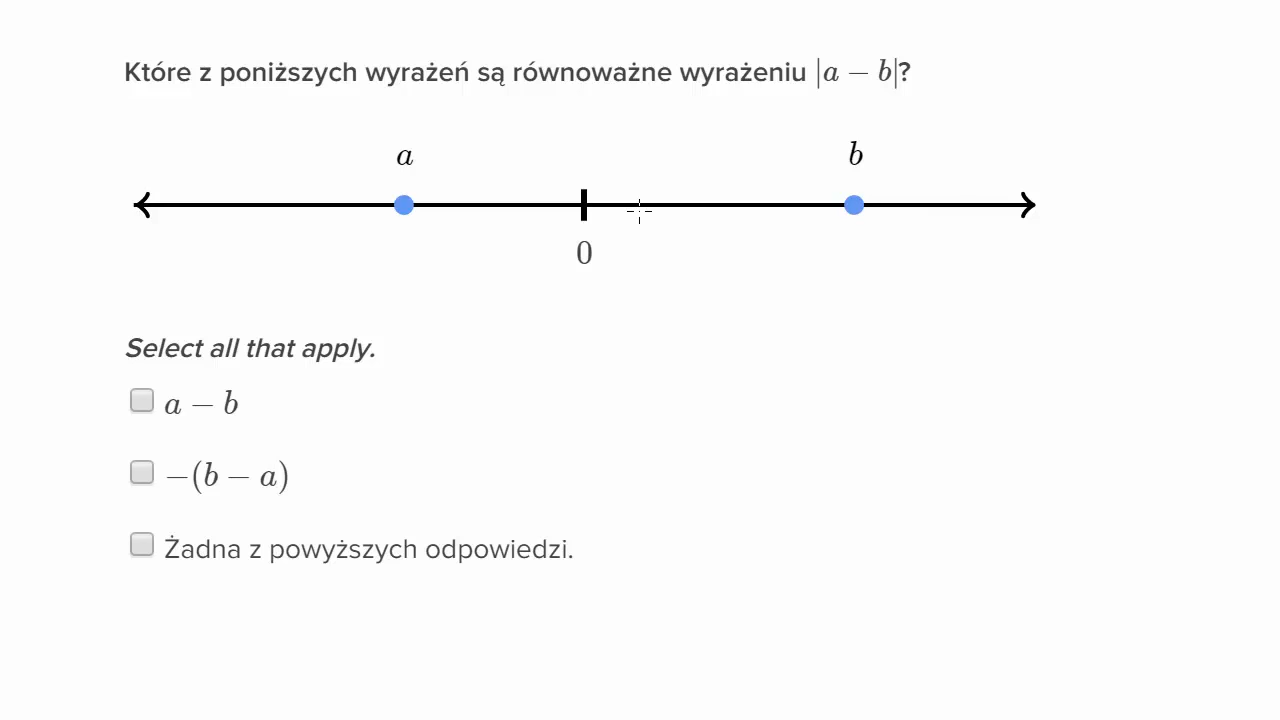 Które z poniższych wyrażeń są równoważne wyrażeniu |a − b|?
a b
0
Select all that apply.
a − b
−(b − a)
Żadna z powyższych odpowiedzi.